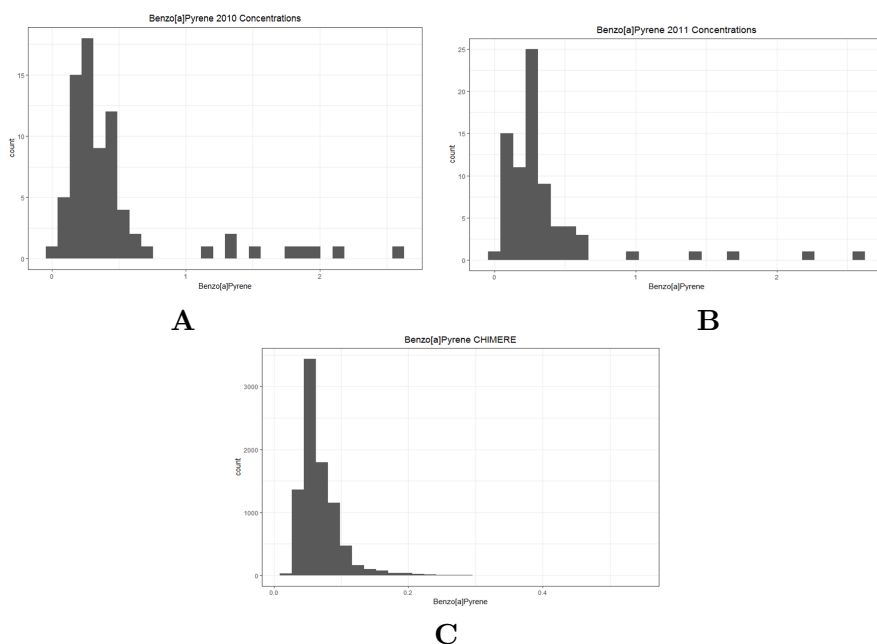 Benzo[a]Pyrene 2010 Concentrations
15
10
5
0
count
0
1
2
Benzo[a]Pyrene
A
Benzo[a]Pyrene 2011 Concentrations
25
20
15
10
5
0
count
0
1
2
Benzo[a]Pyrene
B
Benzo[a]Pyrene CHIMERE
3000
2000
1000
0
count
0.0
0.2
0.4
Benzo[a]Pyrene
C